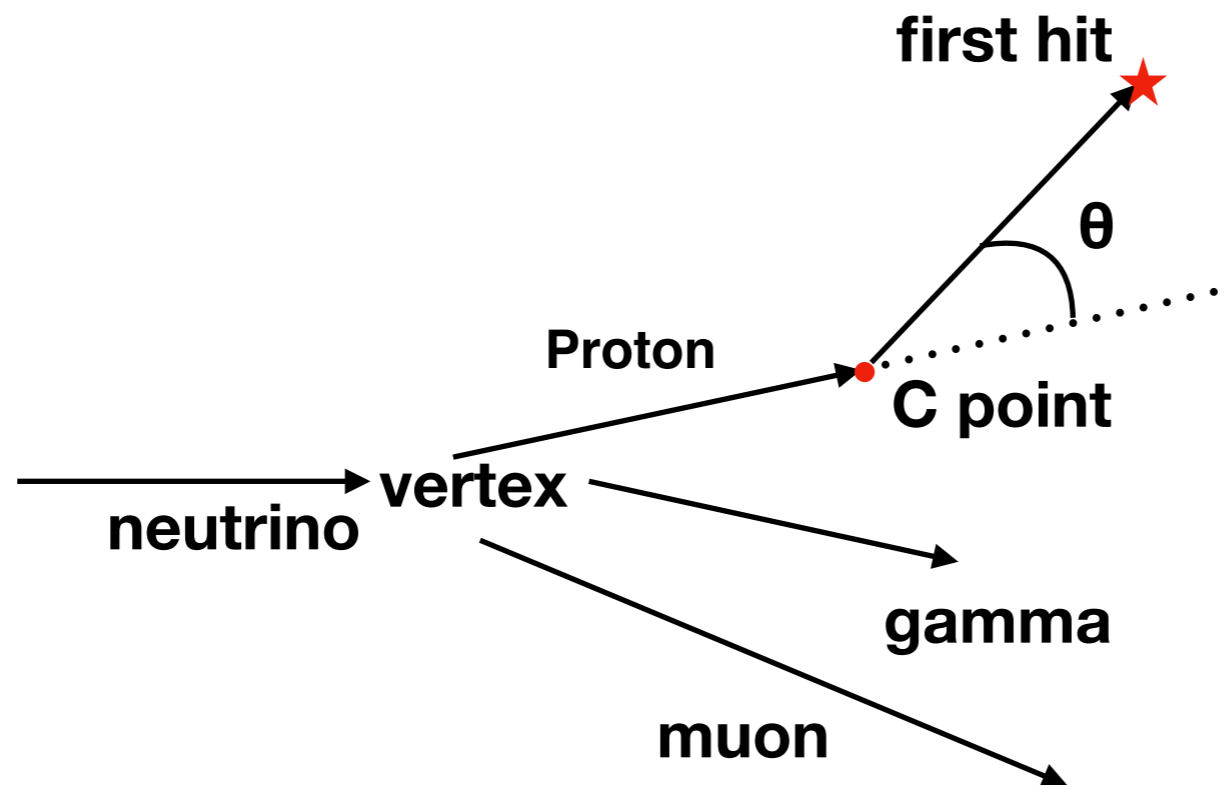 first hit
θ
Proton
C point
vertex
neutrino
gamma
muon